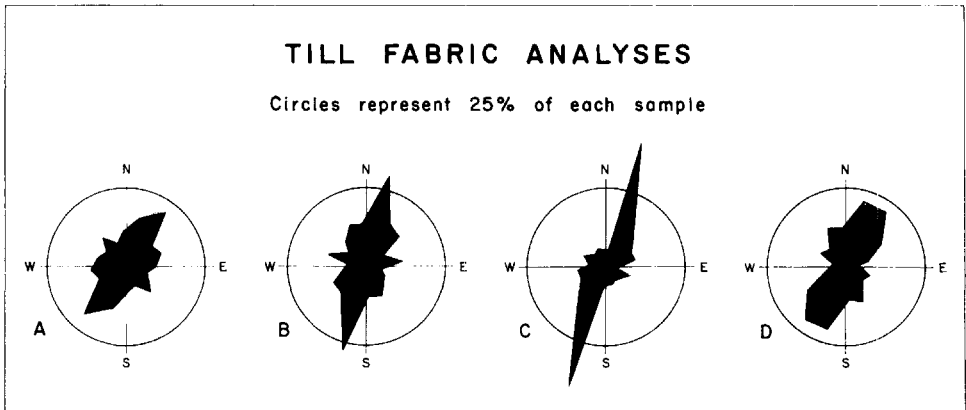 TILL FABRIC ANALYSES
Circles represent 25% of each sample
N N N N
W E W E W E W E
A B C D
S S S S